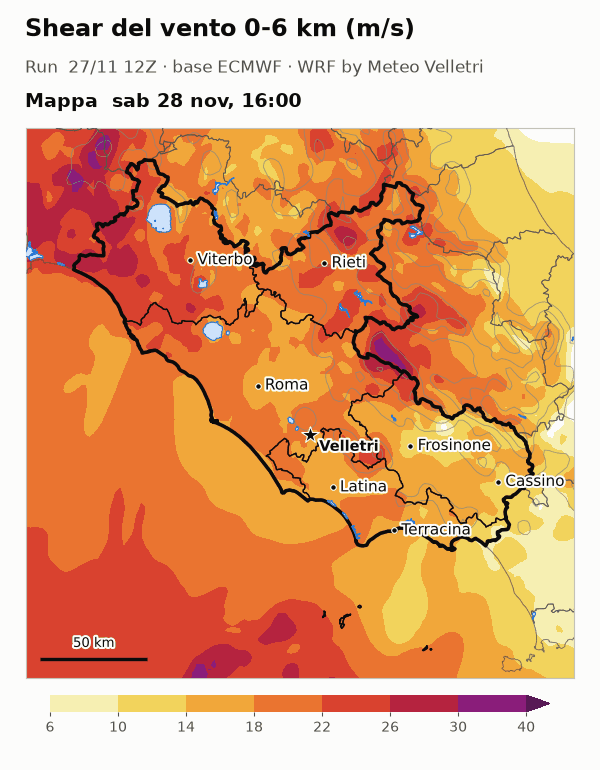 Shear del vento 0-6 km (m/s)
Run  27/11 12Z · base ECMWF · WRF by Meteo Velletri
Mappa  sab 28 nov, 16:00
Viterbo
Rieti
Roma
Velletri
Frosinone
Cassino
Latina
Terracina
50 km
6 10 14 18 22 26 30 40